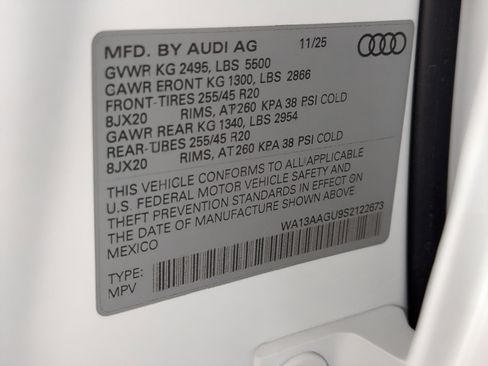 MFD. BY AUDI AG 11/25
GVWR KG 2495, LBS 5500
GAWR FRONT KG 1300, LBS 2866
FRONT-TIRES 255/45 R20
8JX20 RIMS, AT 260 KPA 38 PSI COLD
GAWR REAR KG 1340, LBS 2954
REAR-TIRES 255/45 R20
8JX20 RIMS, AT 260 KPA 38 PSI COLD
THIS VEHICLE CONFORMS TO ALL APPLICABLE
U.S. FEDERAL MOTOR VEHICLE SAFETY AND
THEFT PREVENTION STANDARDS IN EFFECT ON
THE DATE OF MANUFACTURE SHOWN ABOVE.
MEXICO
WA13AAGU9S2122673
TYPE:
MPV